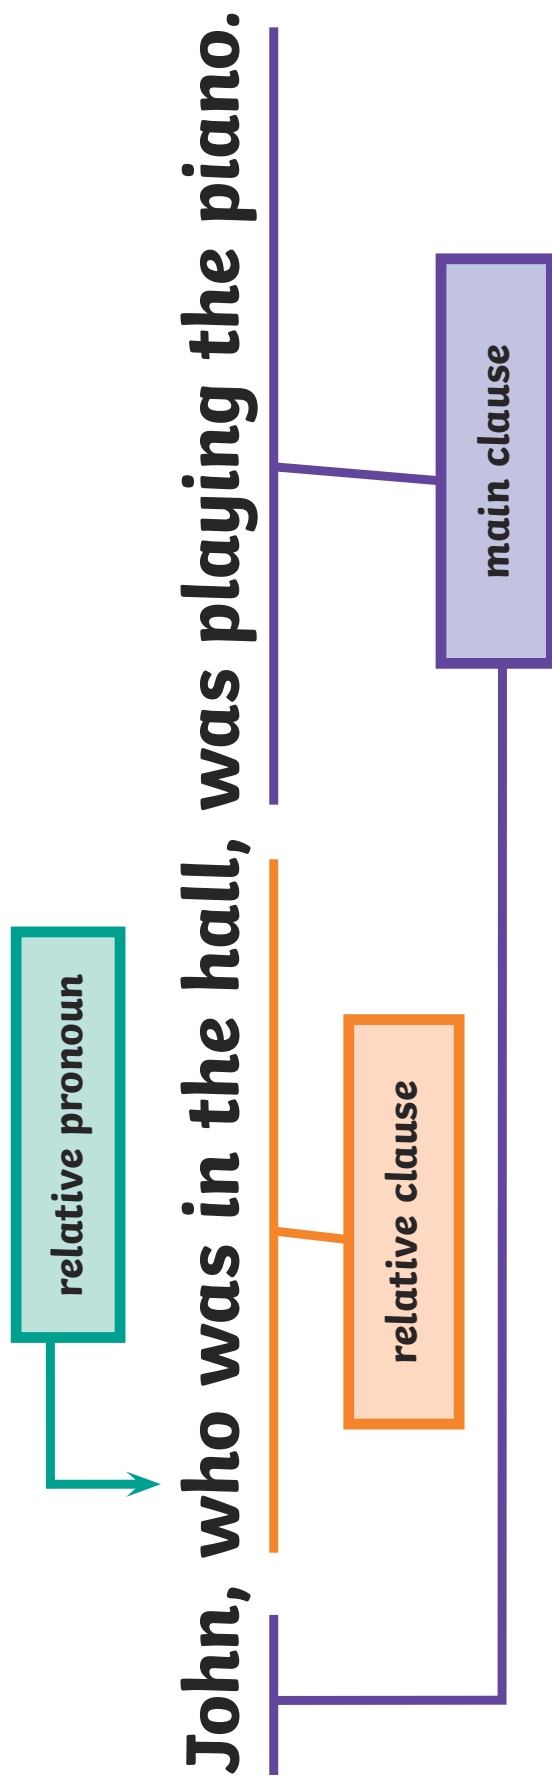 relative pronoun
John, who was in the hall, was playing the piano.
relative clause
main clause